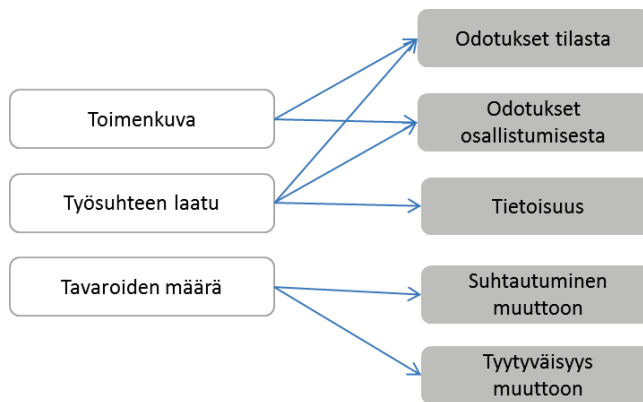 Toimenkuva
Työsuhteen laatu
Tavaroiden määrä
Odotukset tilasta
Odotukset
osallistumisesta
Tietoisuus
Suhtautuminen
muuttoon
Tyytyväisyys
muuttoon